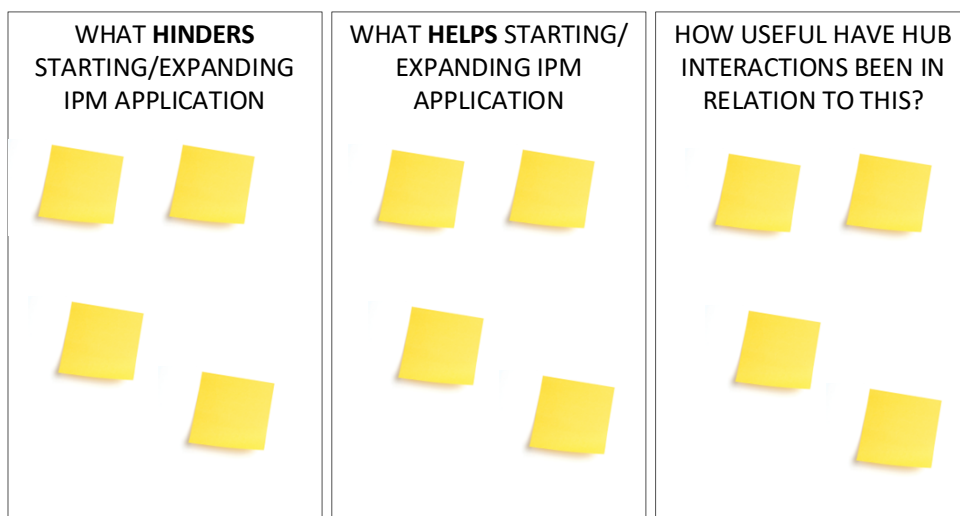 WHAT HINDERS
STARTING/EXPANDING
IPM APPLICATION
WHAT HELPS STARTING/
EXPANDING IPM
APPLICATION
HOW USEFUL HAVE HUB
INTERACTIONS BEEN IN
RELATION TO THIS?